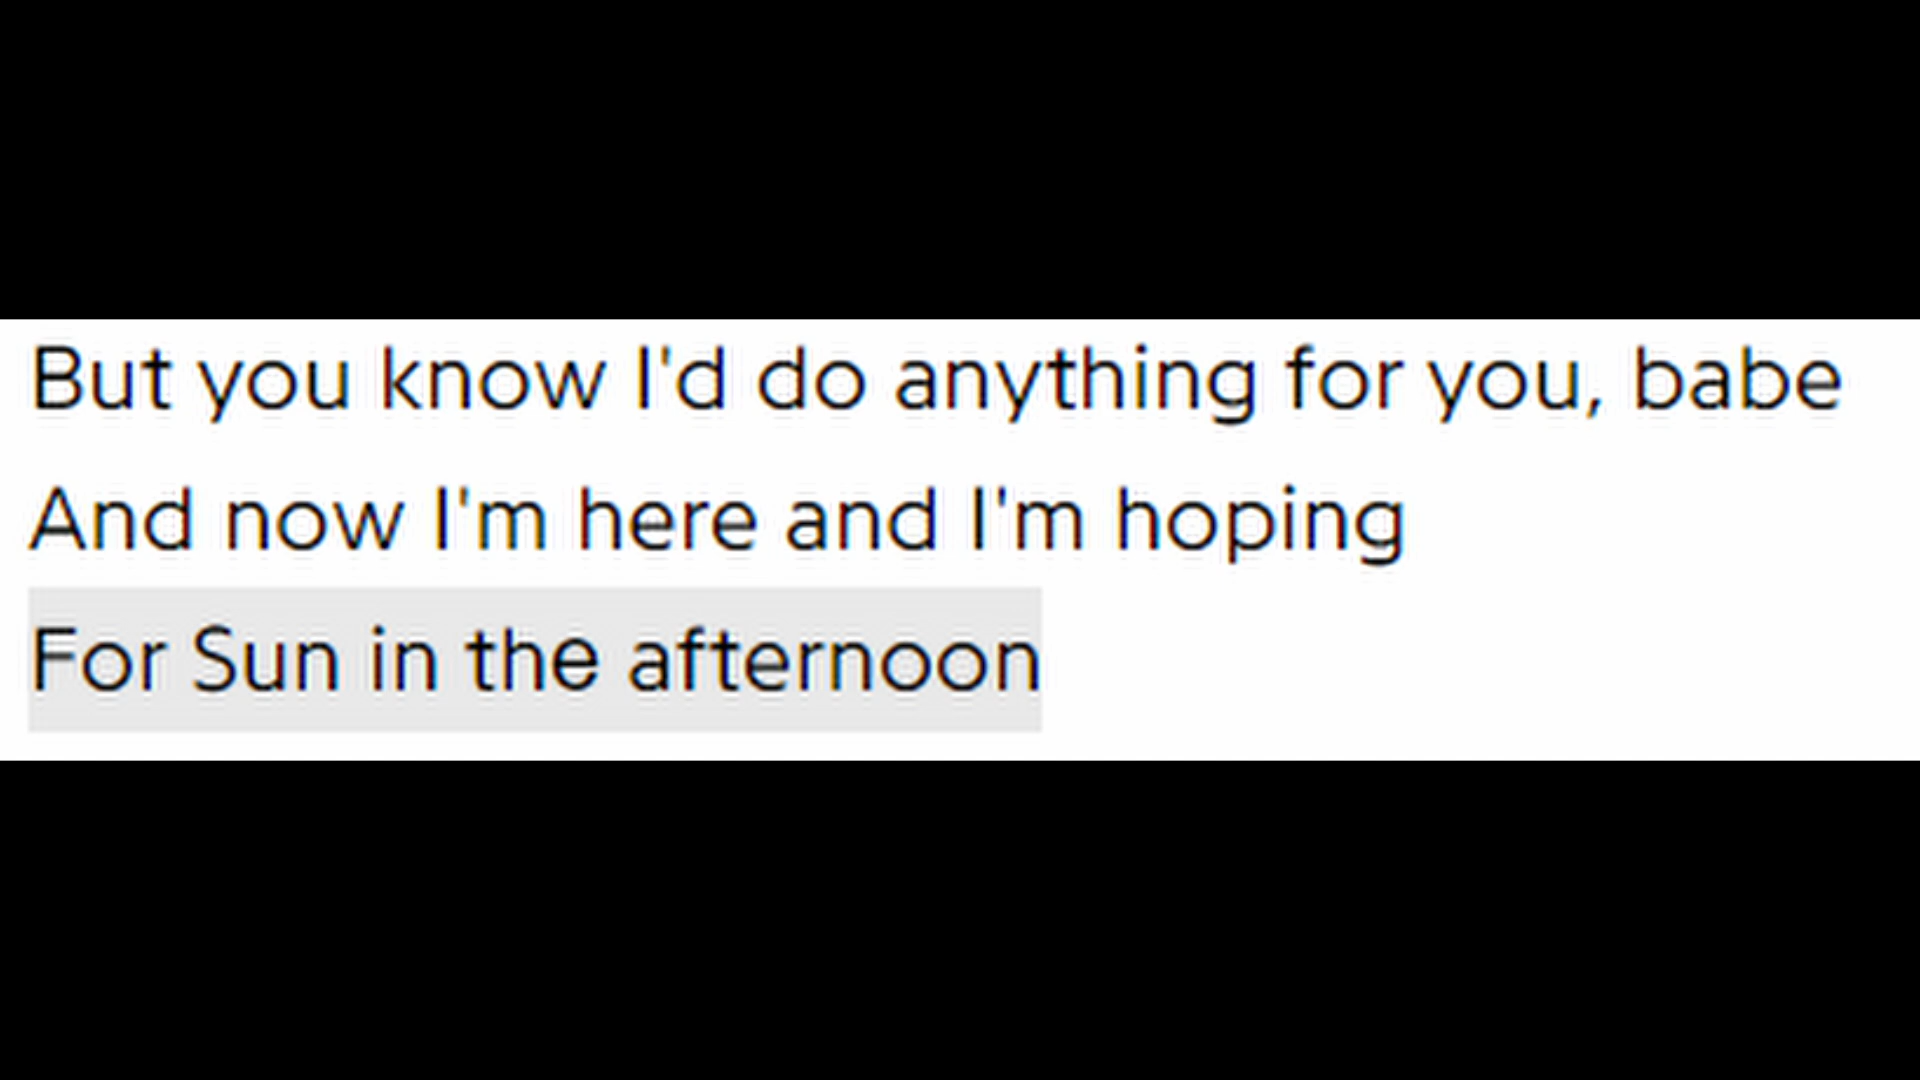 But you know I'd do anything for you, babe
And now I'm here and I'm hoping
For Sun in the afternoon